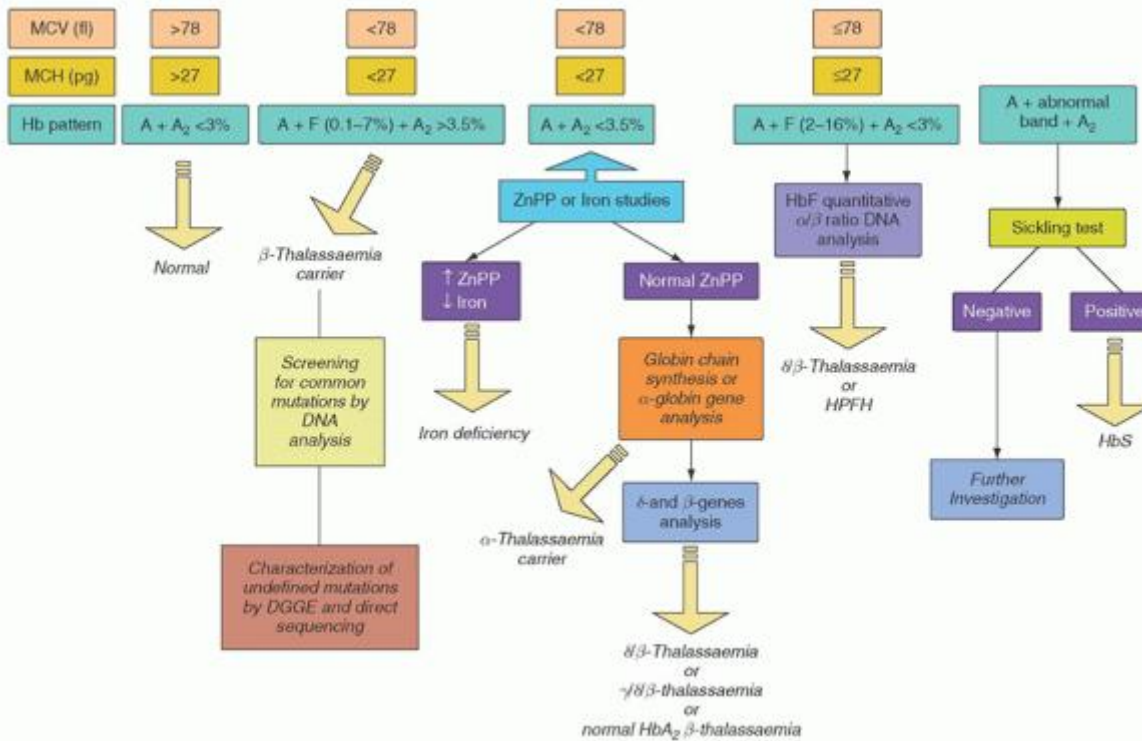 MCV (fl)
>78
<78
<78
≤78
MCH (pg)
>27
<27
<27
≤27
Hb pattern
A + A₂ <3%
A + F (0.1–7%) + A₂ >3.5%
A + A₂ <3.5%
A + F (2–16%) + A₂ <3%
A + abnormal
band + A₂
Normal
β-Thalassaemia
carrier
Screening
for common
mutations by
DNA
analysis
Characterization of
undefined mutations
by DGGE and direct
sequencing
ZnPP or Iron studies
↑ ZnPP
↓ Iron
Iron deficiency
Normal ZnPP
Globin chain
synthesis or
α-globin gene
analysis
α-Thalassaemia
carrier
δ-and β-genes
analysis
δ/β-Thalassaemia
or
γ/δ/β-thalassaemia
or
normal HbA₂ β-thalassaemia
HbF quantitative
α/β ratio DNA
analysis
δ/β-Thalassaemia
or
HPFH
Sickling test
Negative
Positive
Further
Investigation
HbS